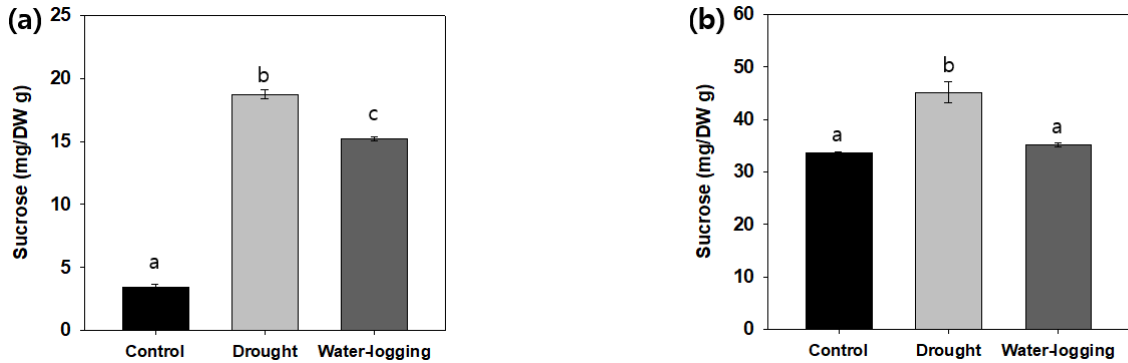 (a)
Sucrose (mg/DW g)
25
20
15
10
5
0
a
b
c
Control Drought Water-logging
(b)
Sucrose (mg/DW g)
60
50
40
30
20
10
0
a
b
a
Control Drought Water-logging